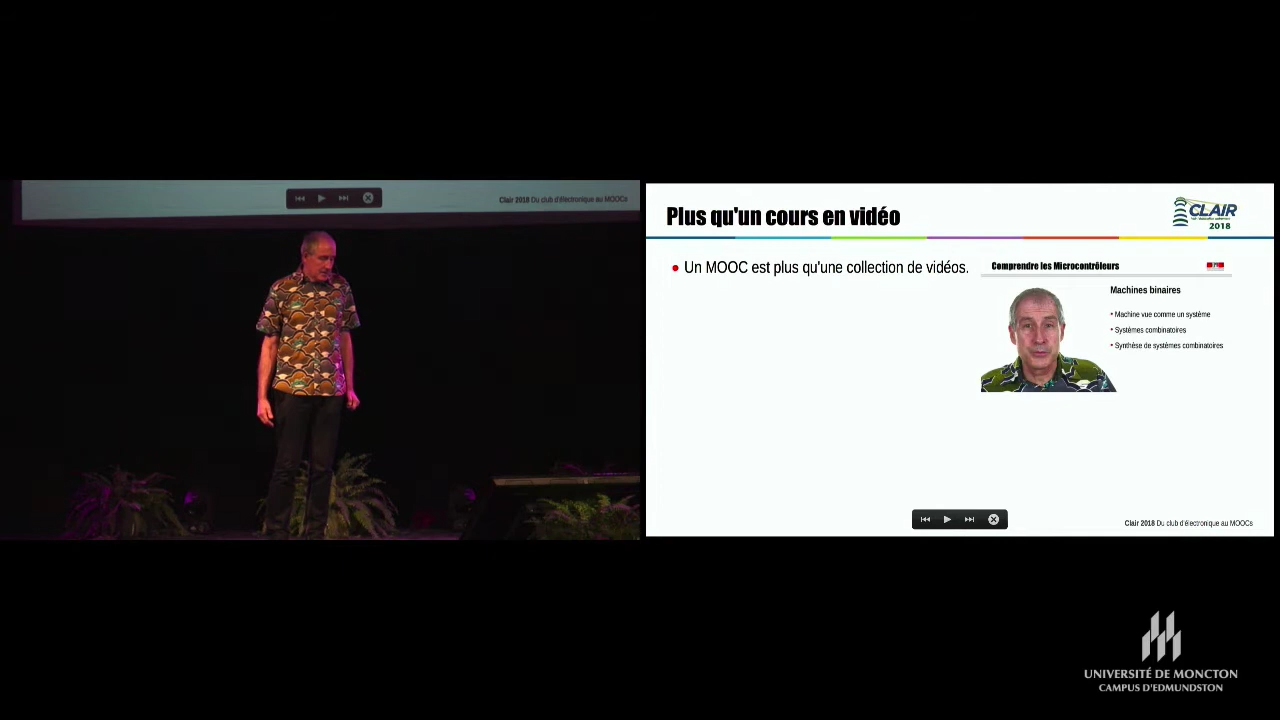 Clair 2018 Du club d'électronique au MOOCs
Plus qu'un cours en vidéo
CLAIR
2018
Un MOOC est plus qu'une collection de vidéos.
Comprendre les Microcontrôleurs
Machines binaires
• Machine vue comme un système
• Systèmes combinatoires
• Synthèse de systèmes combinatoires
Clair 2018 Du club d'électronique au MOOCs
UNIVERSITÉ DE MONCTON
CAMPUS D'EDMUNDSTON